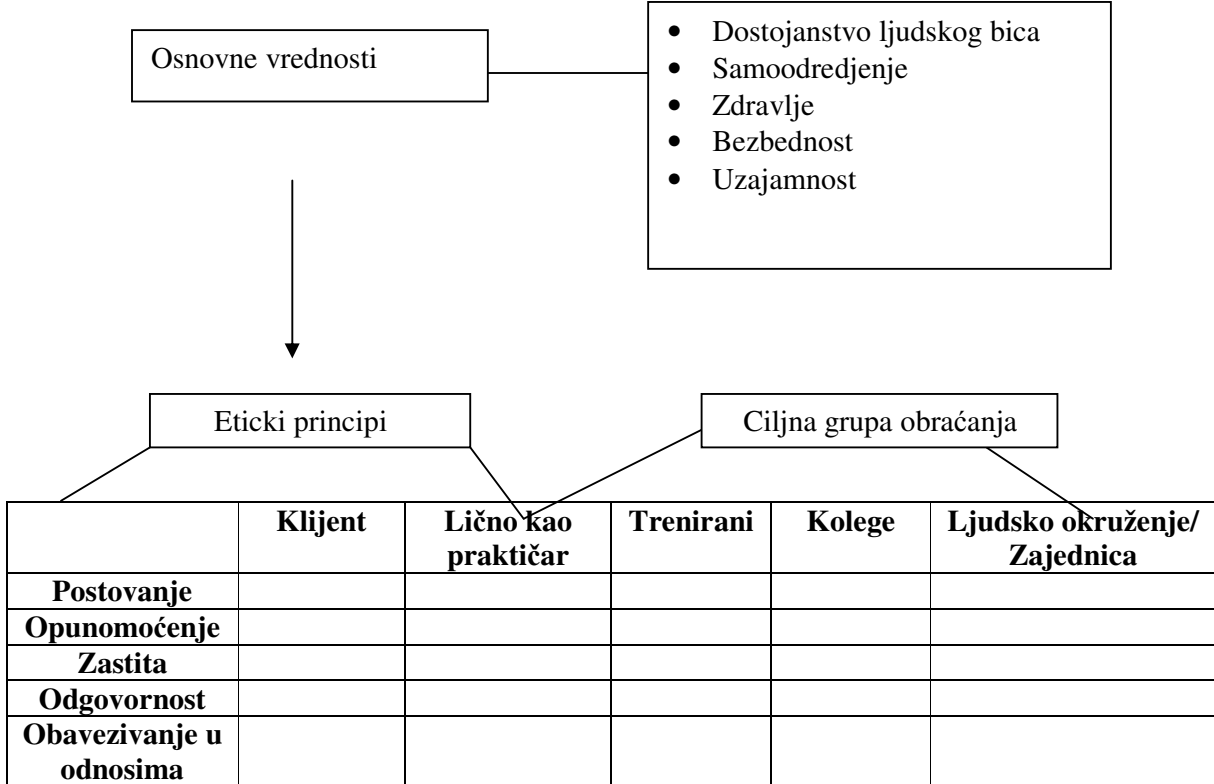 Osnovne vrednosti
• Dostojanstvo ljudskog bica
• Samoodredjenje
• Zdravlje
• Bezbednost
• Uzajamnost
Eticki principi
Ciljna grupa obraćanja
Klijent
Lično kao
praktičar
Trenirani
Kolege
Ljudsko okruženje/
Zajednica
Postovanje
Opunomoćenje
Zastita
Odgovornost
Obavezivanje u
odnosima